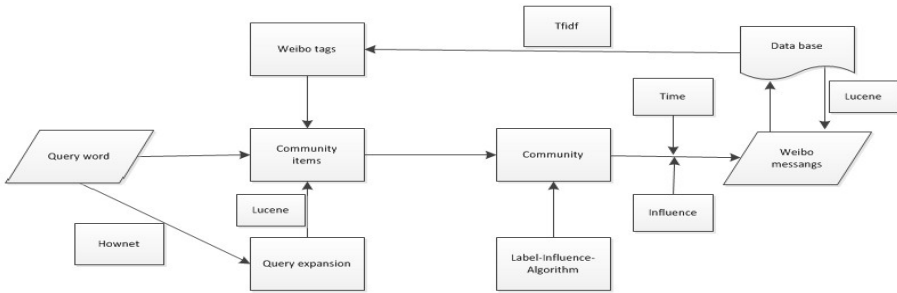 Tfidf
Weibo tags
Data base
Time
Lucene
Query word
Community
items
Community
Weibo
messangs
Lucene
Influence
Hownet
Query expansion
Label-Influence-
Algorithm